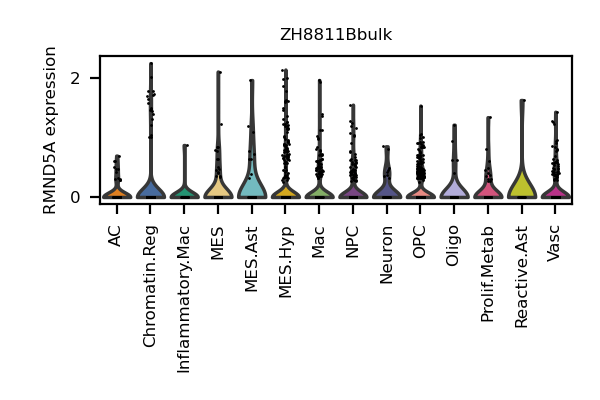 ZH8811Bbulk
RMND5A expression
2
0
AC
Chromatin.Reg
Inflammatory.Mac
MES
MES.Ast
MES.Hyp
Mac
NPC
Neuron
OPC
Oligo
Prolif.Metab
Reactive.Ast
Vasc